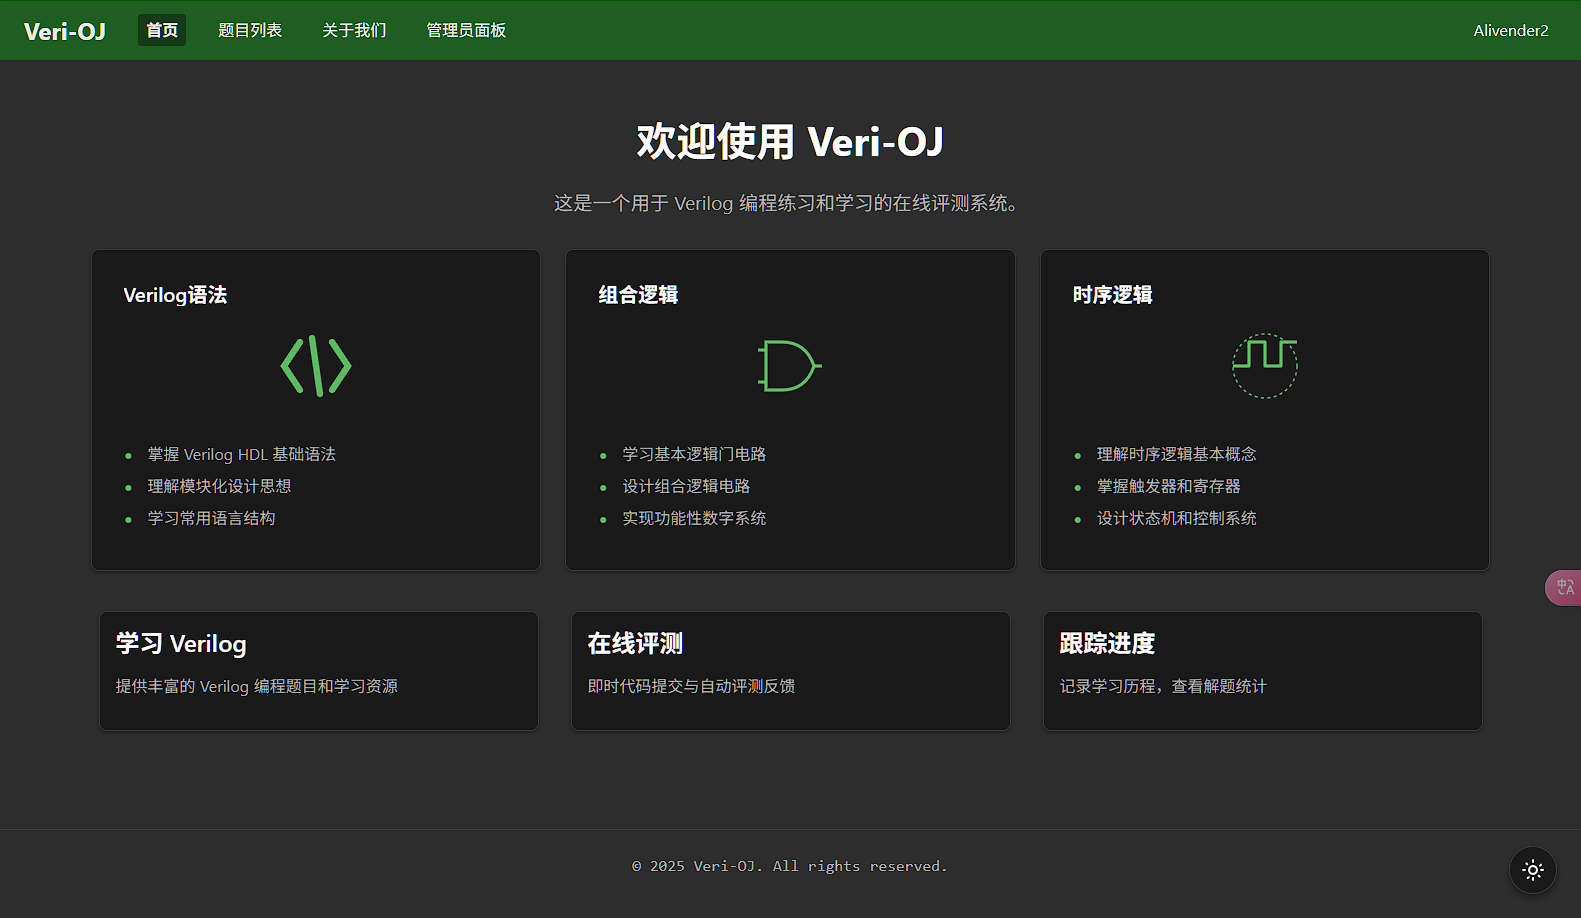 Veri-OJ 首页 题目列表 关于我们 管理员面板 Alivender2
欢迎使用 Veri-OJ
这是一个用于 Verilog 编程练习和学习的在线评测系统。
Verilog语法
掌握 Verilog HDL 基础语法
理解模块化设计思想
学习常用语言结构
组合逻辑
学习基本逻辑门电路
设计组合逻辑电路
实现功能性数字系统
时序逻辑
理解时序逻辑基本概念
掌握触发器和寄存器
设计状态机和控制系统
中A
学习 Verilog
提供丰富的 Verilog 编程题目和学习资源
在线评测
即时代码提交与自动评测反馈
跟踪进度
记录学习历程，查看解题统计
© 2025 Veri-OJ. All rights reserved.